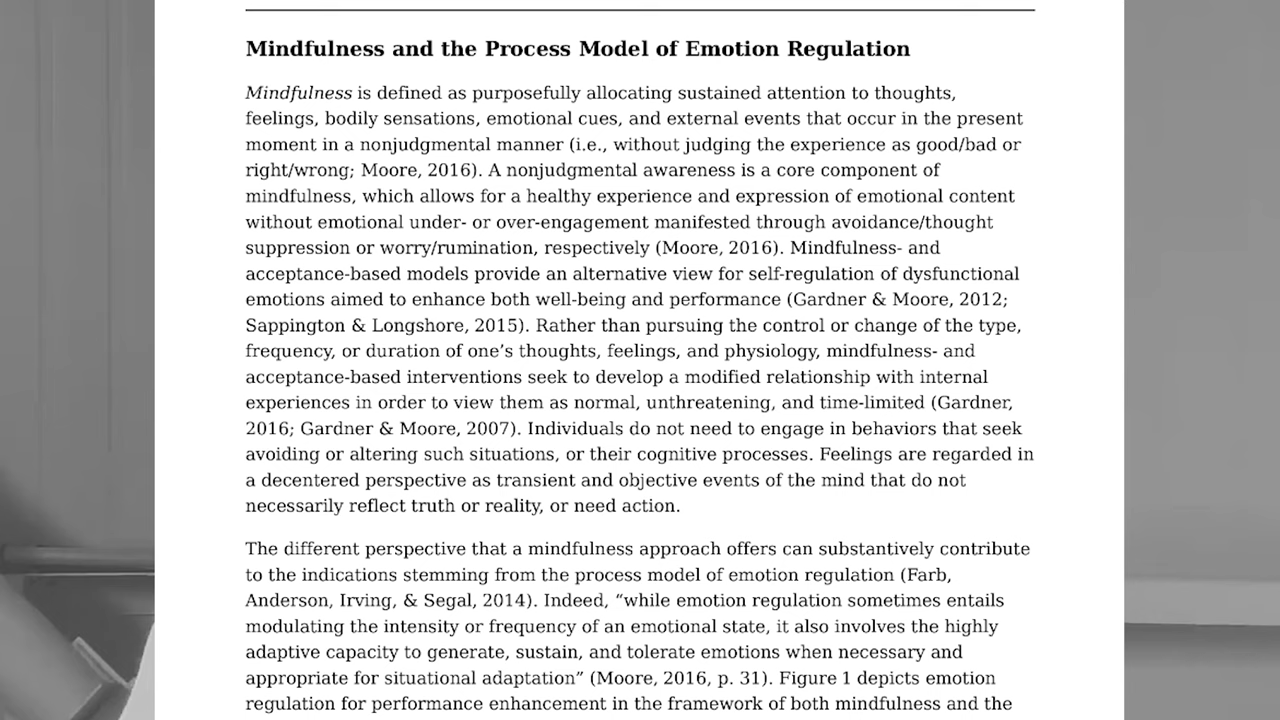 Mindfulness and the Process Model of Emotion Regulation
Mindfulness is defined as purposefully allocating sustained attention to thoughts,
feelings, bodily sensations, emotional cues, and external events that occur in the present
moment in a nonjudgmental manner (i.e., without judging the experience as good/bad or
right/wrong; Moore, 2016). A nonjudgmental awareness is a core component of
mindfulness, which allows for a healthy experience and expression of emotional content
without emotional under- or over-engagement manifested through avoidance/thought
suppression or worry/rumination, respectively (Moore, 2016). Mindfulness- and
acceptance-based models provide an alternative view for self-regulation of dysfunctional
emotions aimed to enhance both well-being and performance (Gardner & Moore, 2012;
Sappington & Longshore, 2015). Rather than pursuing the control or change of the type,
frequency, or duration of one’s thoughts, feelings, and physiology, mindfulness- and
acceptance-based interventions seek to develop a modified relationship with internal
experiences in order to view them as normal, unthreatening, and time-limited (Gardner,
2016; Gardner & Moore, 2007). Individuals do not need to engage in behaviors that seek
avoiding or altering such situations, or their cognitive processes. Feelings are regarded in
a decentered perspective as transient and objective events of the mind that do not
necessarily reflect truth or reality, or need action.
The different perspective that a mindfulness approach offers can substantively contribute
to the indications stemming from the process model of emotion regulation (Farb,
Anderson, Irving, & Segal, 2014). Indeed, “while emotion regulation sometimes entails
modulating the intensity or frequency of an emotional state, it also involves the highly
adaptive capacity to generate, sustain, and tolerate emotions when necessary and
appropriate for situational adaptation” (Moore, 2016, p. 31). Figure 1 depicts emotion
regulation for performance enhancement in the framework of both mindfulness and the